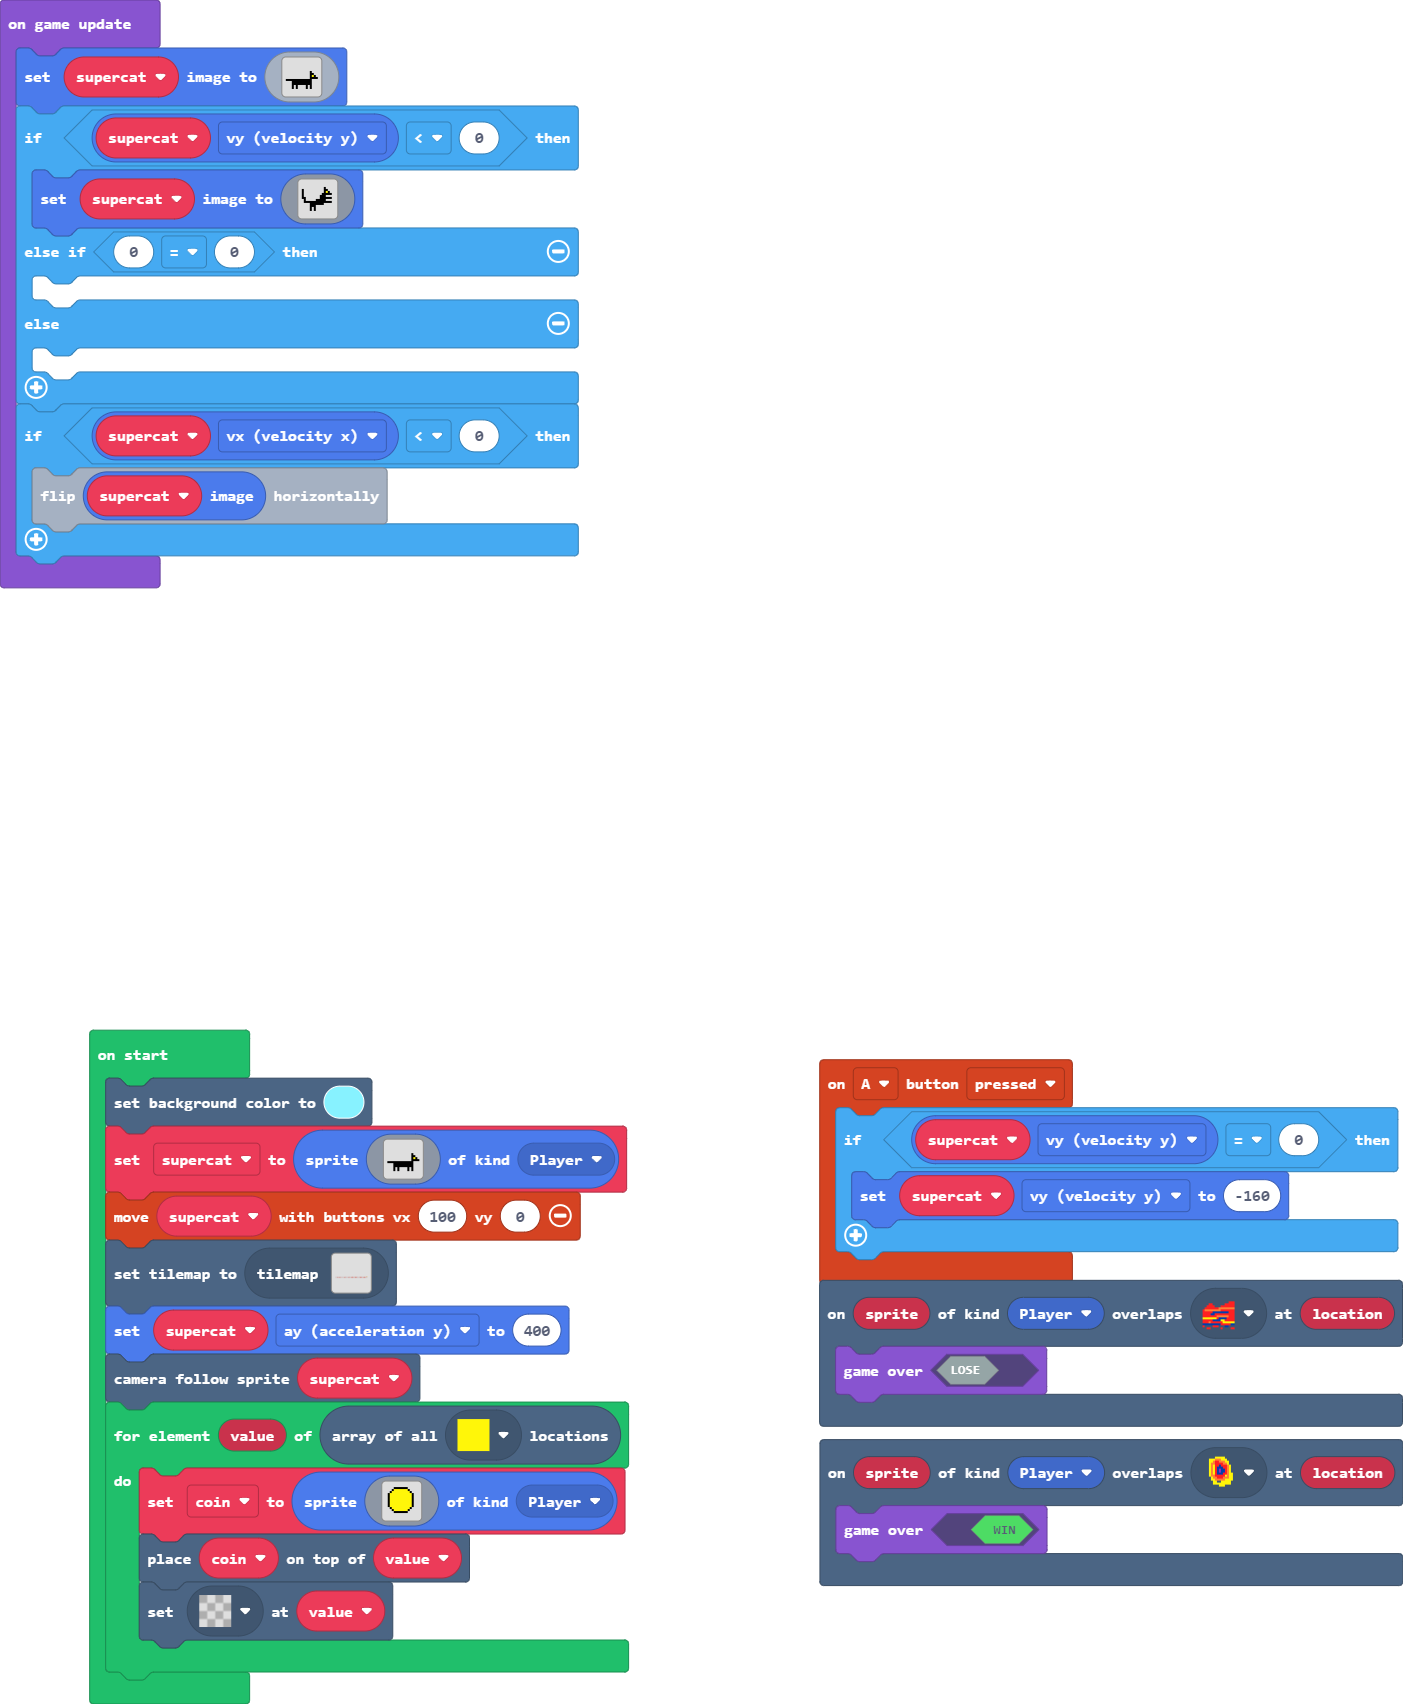 on game update
set supercat image to
if supercat vy (velocity y) < 0 then
set supercat image to
else if 0 = 0 then
else
if supercat vx (velocity x) < 0 then
flip supercat image horizontally
on start
set background color to
set supercat to sprite of kind Player
move supercat with buttons vx 100 vy 0
set tilemap to tilemap
set supercat ay (acceleration y) to 400
camera follow sprite supercat
for element value of array of all locations
do
set coin to sprite of kind Player
place coin on top of value
set at value
on A button pressed
if supercat vy (velocity y) = 0 then
set supercat vy (velocity y) to -160
on sprite of kind Player overlaps at location
game over LOSE
on sprite of kind Player overlaps at location
game over WIN